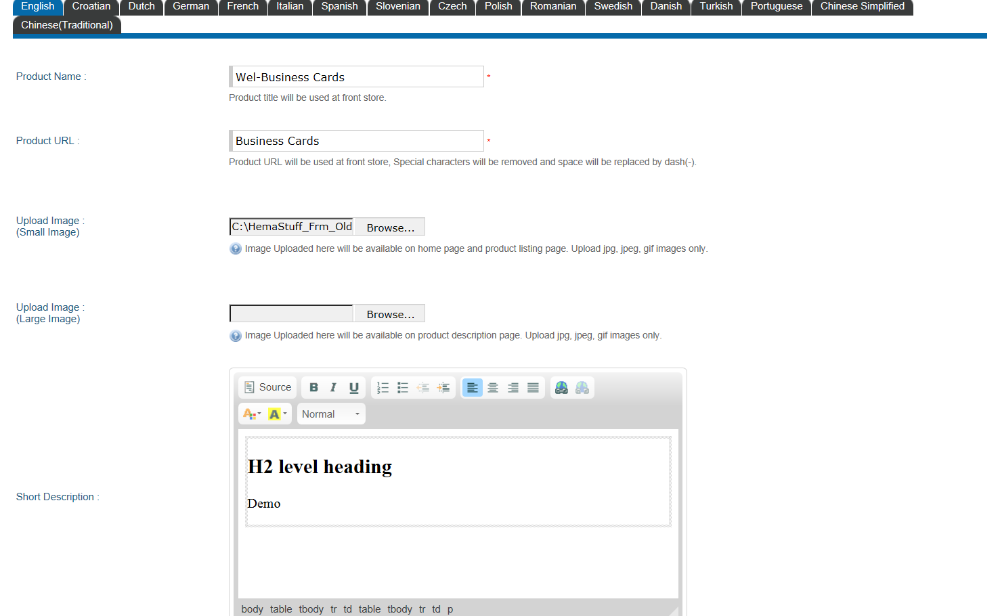 English Croatian Dutch German French Italian Spanish Slovenian Czech Polish Romanian Swedish Danish Turkish Portuguese Chinese Simplified
Chinese(Traditional)
Product Name :
Wel-Business Cards *
Product title will be used at front store.
Product URL :
Business Cards *
Product URL will be used at front store, Special characters will be removed and space will be replaced by dash(-).
Upload Image :
(Small Image)
C:\HemaStuff_Frm_Old Browse...
? Image Uploaded here will be available on home page and product listing page. Upload jpg, jpeg, gif images only.
Upload Image :
(Large Image)
Browse...
? Image Uploaded here will be available on product description page. Upload jpg, jpeg, gif images only.
Source B I U
A A Normal
H2 level heading
Short Description :
Demo
body table tbody tr td table tbody tr td p